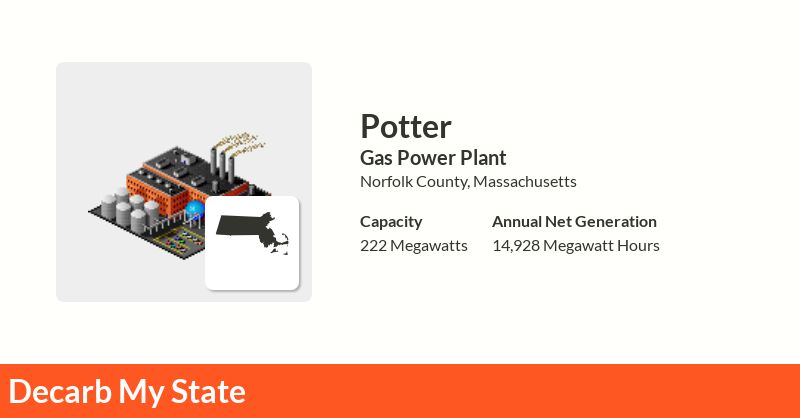 Potter
Gas Power Plant
Norfolk County, Massachusetts
Capacity
222 Megawatts
Annual Net Generation
14,928 Megawatt Hours
Decarb My State